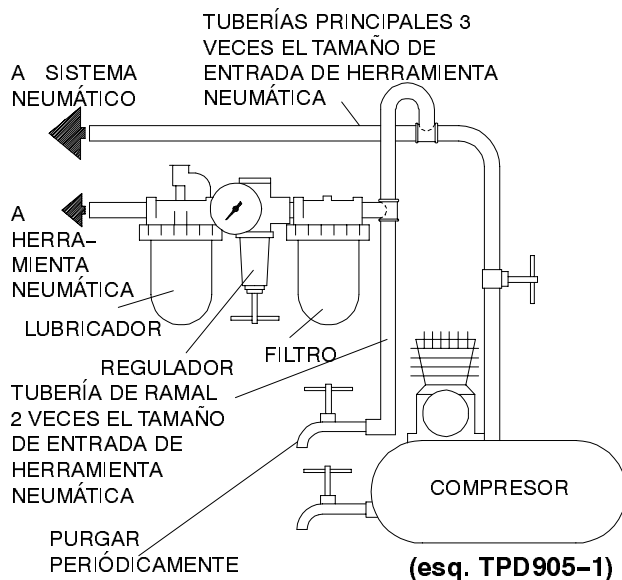 TUBERÍAS PRINCIPALES 3
VECES EL TAMAÑO DE
ENTRADA DE HERRAMIENTA
NEUMÁTICA
A SISTEMA
NEUMÁTICO
A
HERRA–
MIENTA
NEUMÁTICA
LUBRICADOR
REGULADOR
FILTRO
TUBERÍA DE RAMAL
2 VECES EL TAMAÑO
DE ENTRADA DE
HERRAMIENTA
NEUMÁTICA
COMPRESOR
PURGAR
PERIÓDICAMENTE
(esq. TPD905–1)